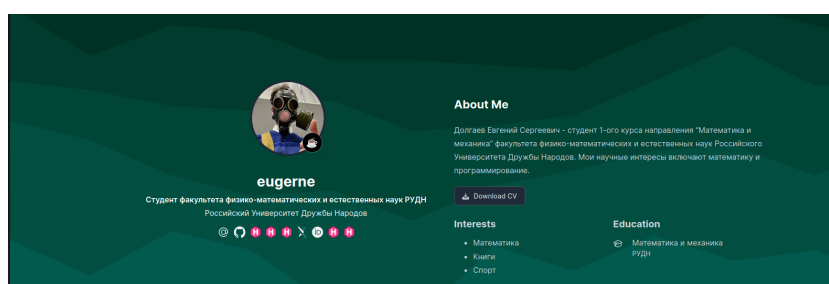 eugerne
Студент факультета физико-математических и естественных наук РУДН
Российский Университет Дружбы Народов
About Me
Долгаев Евгений Сергеевич - студент 1-ого курса направления "Математика и
механика" факультета физико-математических и естественных наук Российского
Университета Дружбы Народов. Мои научные интересы включают математику и
программирование.
Download CV
Interests
Математика
Книги
Спорт
Education
Математика и механика
РУДН